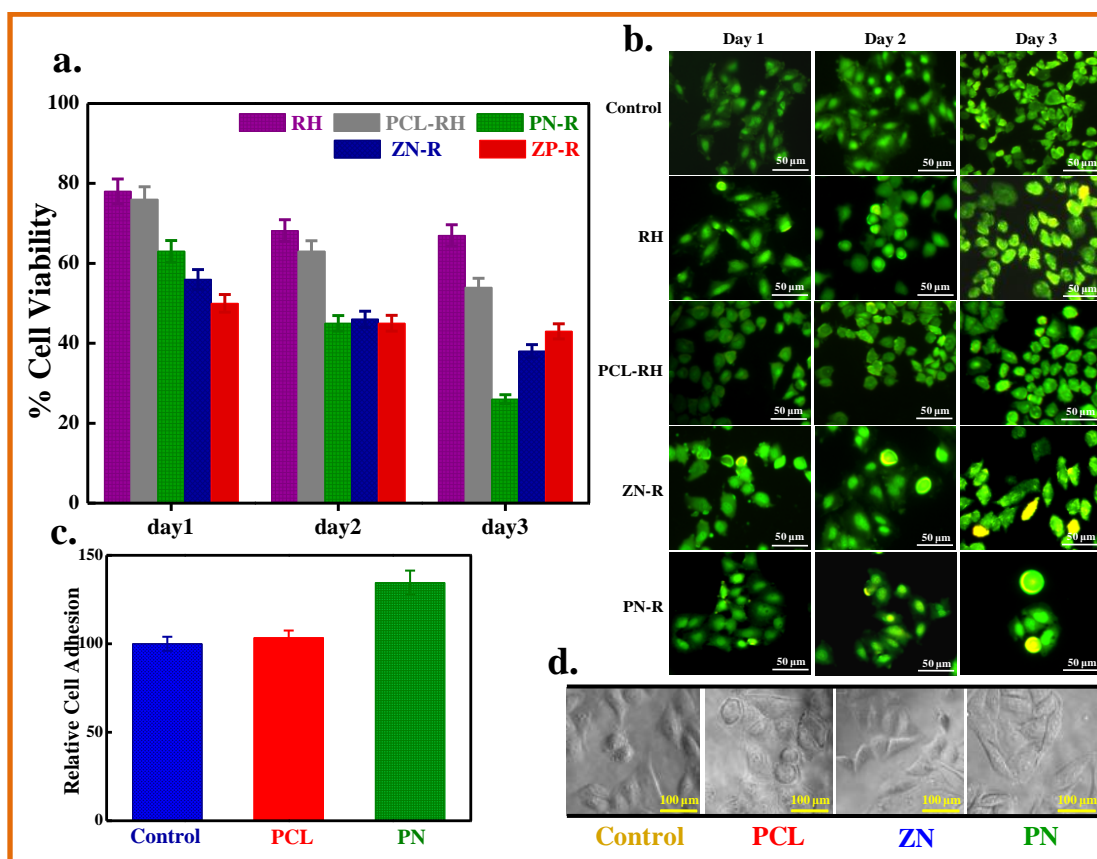 a.
% Cell Viability
100
80
60
40
20
0
RH PCL-RH PN-R
ZN-R ZP-R
day1 day2 day3
b.
Day 1 Day 2 Day 3
Control
50 µm 50 µm 50 µm
RH
50 µm 50 µm 50 µm
PCL-RH
50 µm 50 µm 50 µm
ZN-R
50 µm 50 µm 50 µm
PN-R
50 µm 50 µm 50 µm
c.
Relative Cell Adhesion
150
100
50
0
Control PCL PN
d.
100 µm 100 µm 100 µm 100 µm
Control PCL ZN PN